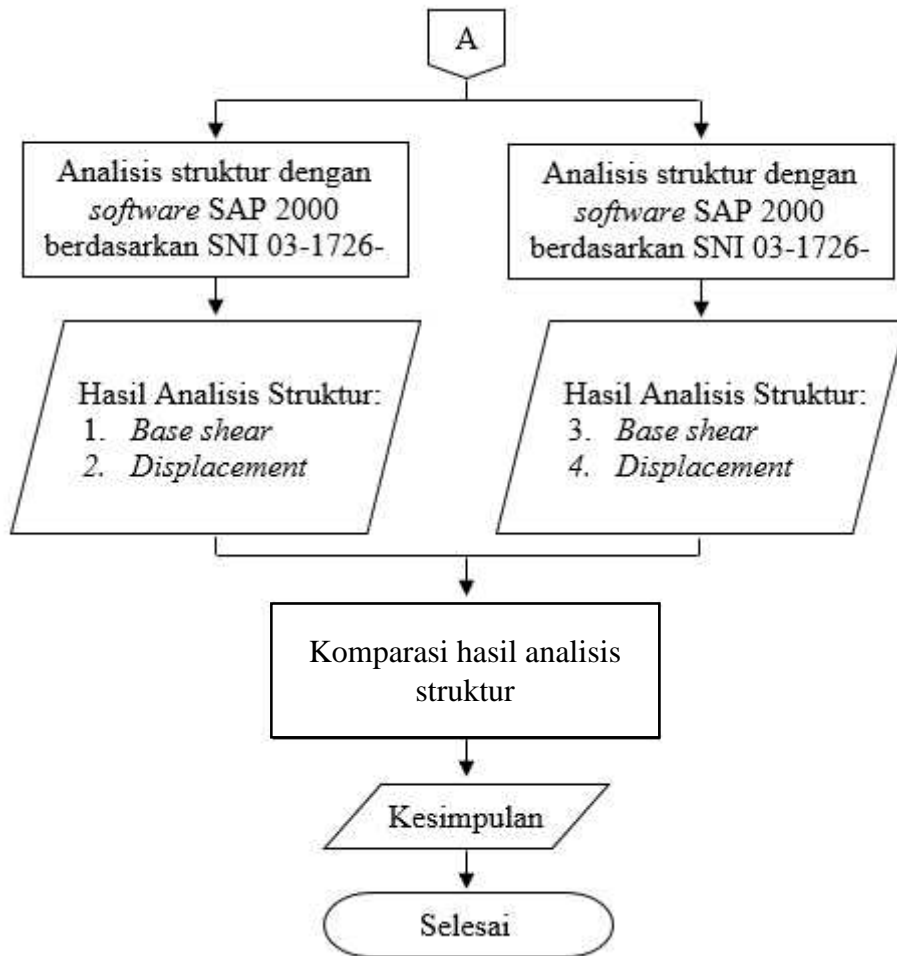 A
Analisis struktur dengan
software SAP 2000
berdasarkan SNI 03-1726-
Analisis struktur dengan
software SAP 2000
berdasarkan SNI 03-1726-
Hasil Analisis Struktur:
1. Base shear
2. Displacement
Hasil Analisis Struktur:
3. Base shear
4. Displacement
Komparasi hasil analisis
struktur
Kesimpulan
Selesai